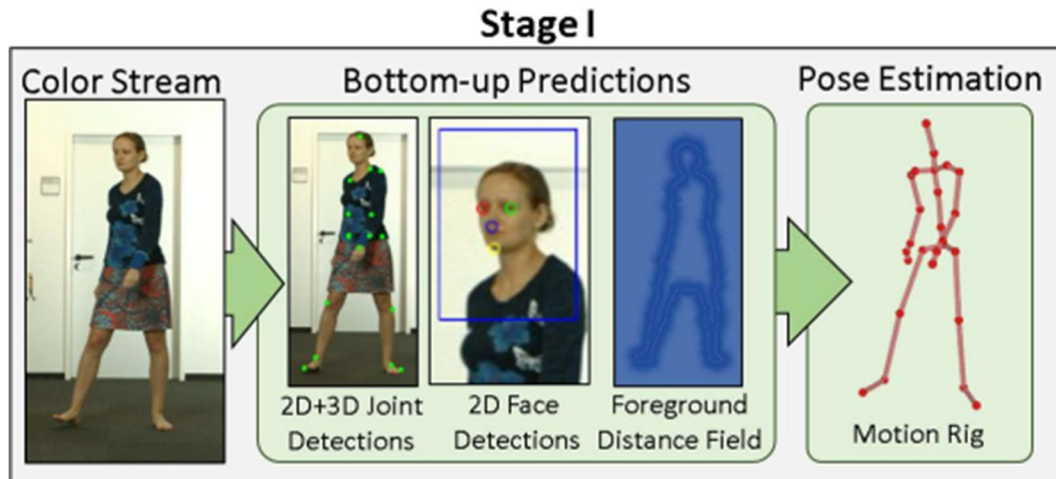 Stage I
Color Stream
Bottom-up Predictions
Pose Estimation
2D+3D Joint
Detections
2D Face
Detections
Foreground
Distance Field
Motion Rig